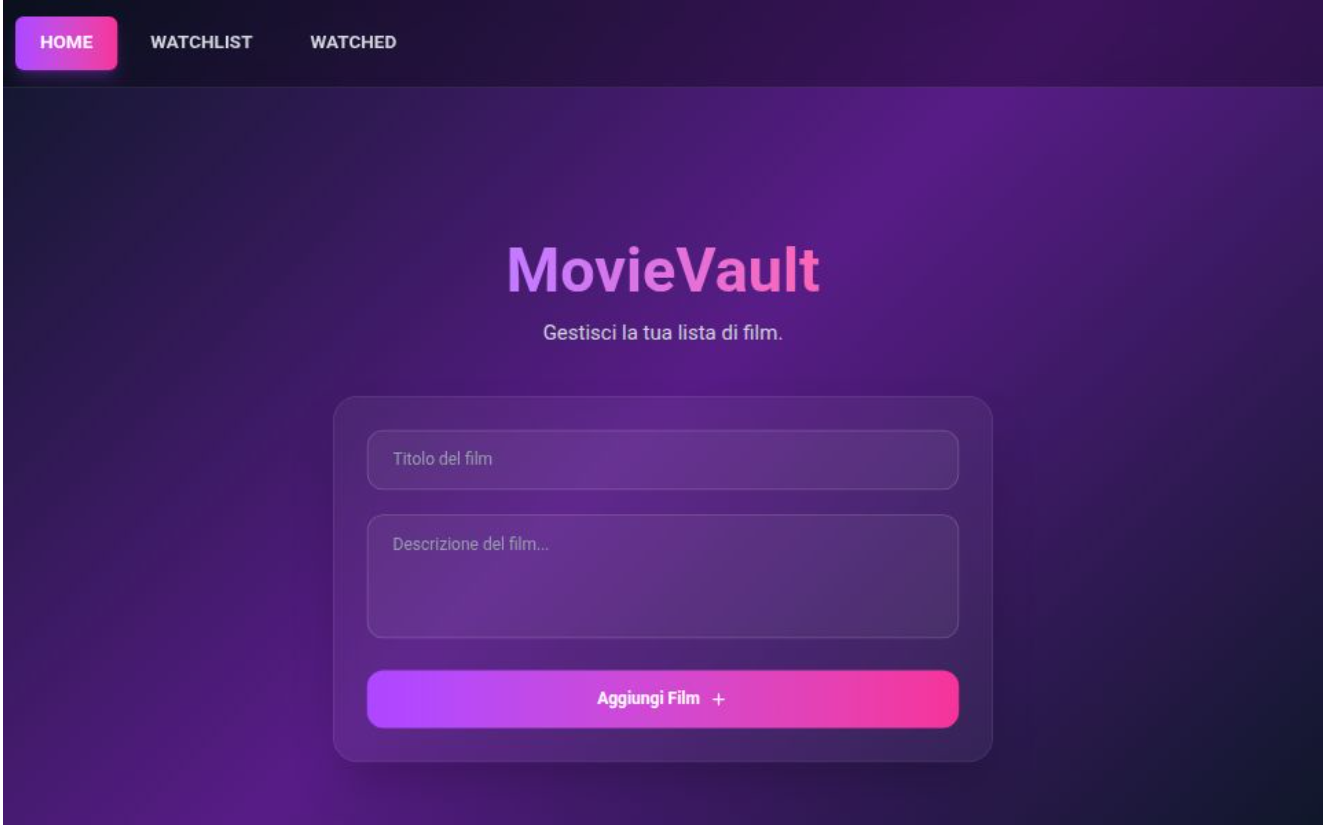 HOME WATCHLIST WATCHED
MovieVault
Gestisci la tua lista di film.
Titolo del film
Descrizione del film...
Aggiungi Film +